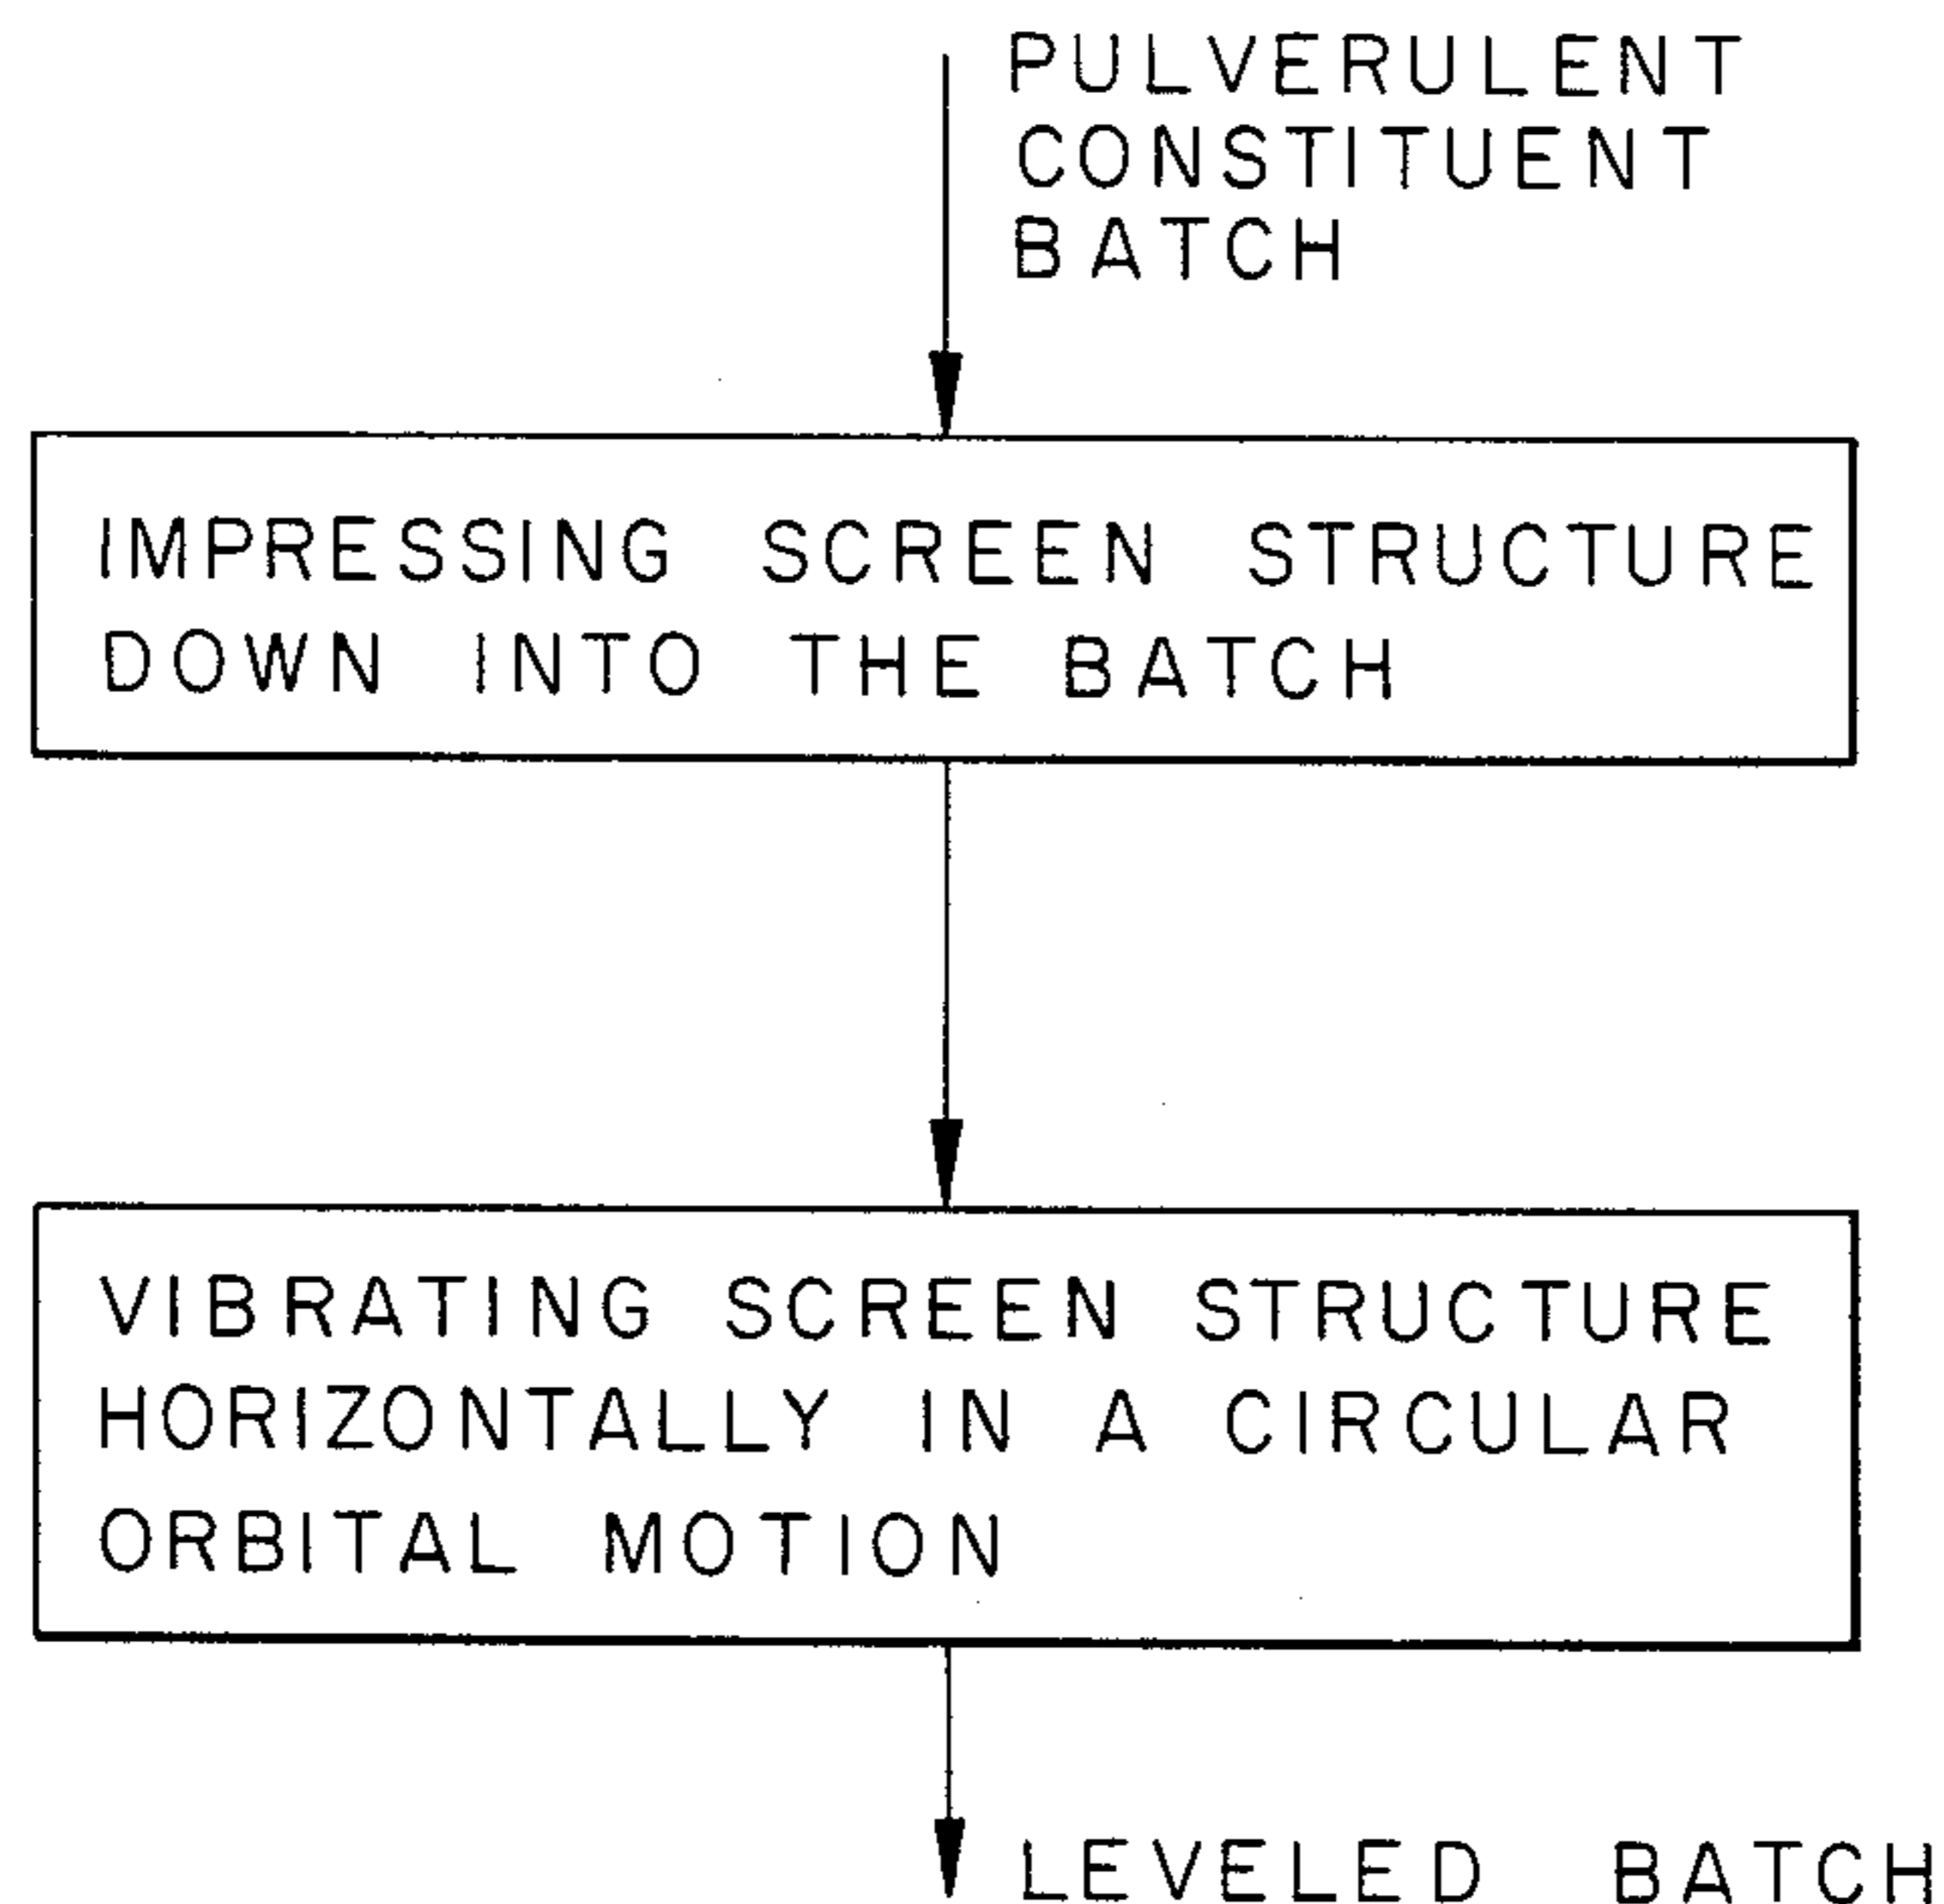 PULVERULENT
CONSTITUENT
BATCH
IMPRESSING SCREEN STRUCTURE
DOWN INTO THE BATCH
VIBRATING SCREEN STRUCTURE
HORIZONTALLY IN A CIRCULAR
ORBITAL MOTION
LEVELED BATCH